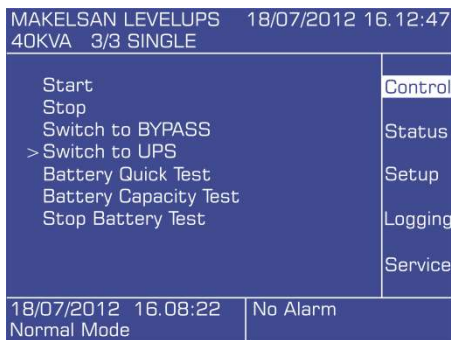 MAKELSAN LEVELUPS 18/07/2012 16.12:47
40KVA 3/3 SINGLE
Start
Stop
Switch to BYPASS
> Switch to UPS
Battery Quick Test
Battery Capacity Test
Stop Battery Test
Control
Status
Setup
Logging
Service
18/07/2012 16.08:22 No Alarm
Normal Mode